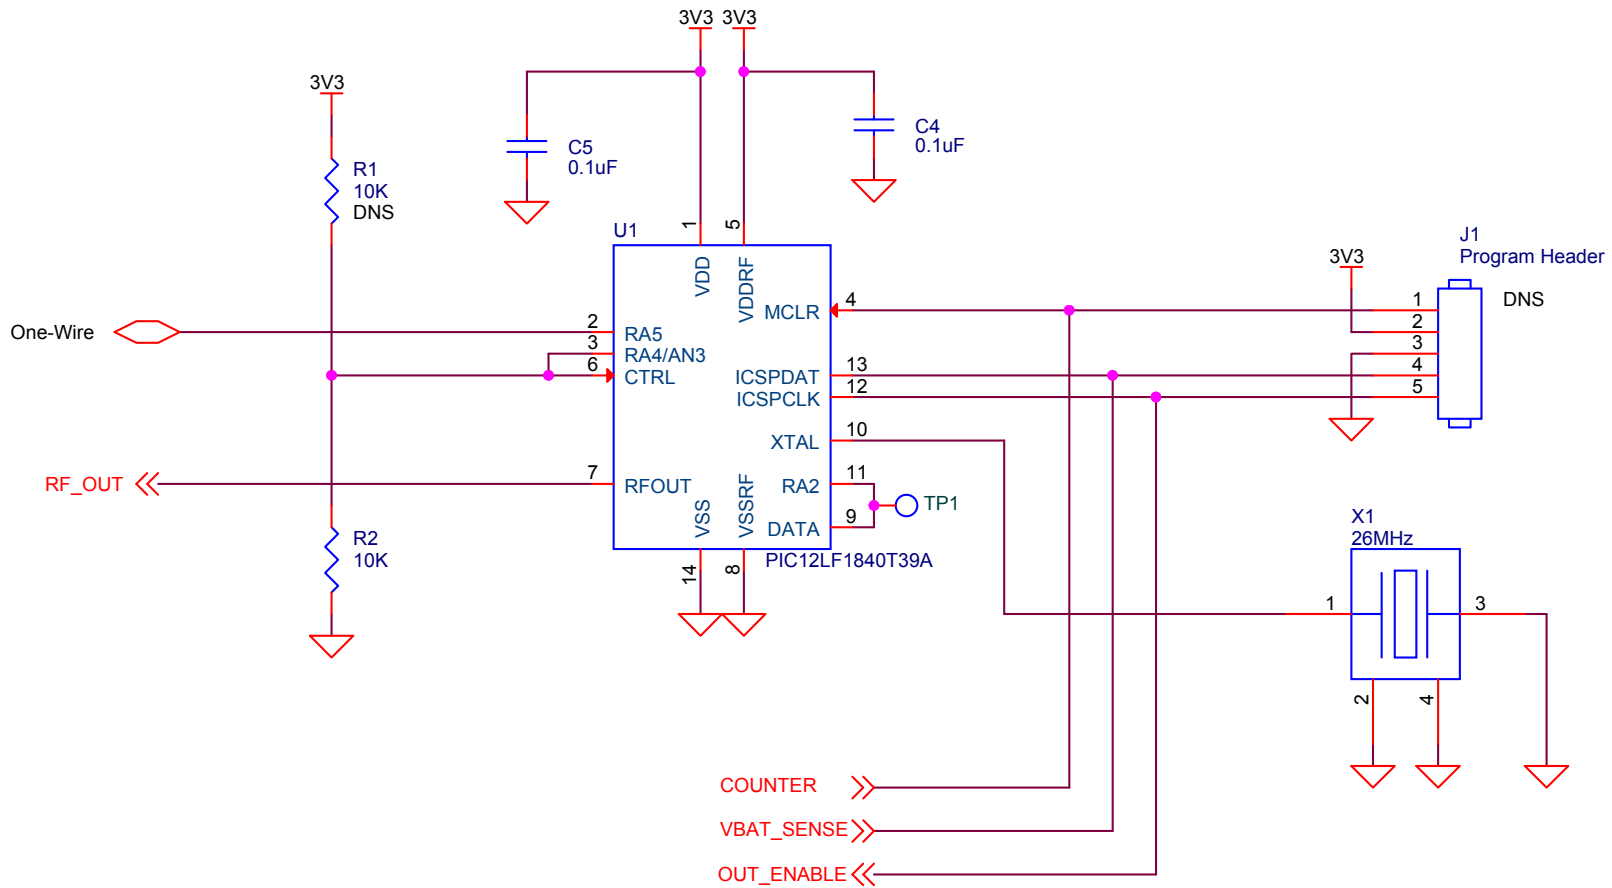 3V3 3V3
3V3
C5
0.1uF
C4
0.1uF
R1
10K
DNS
U1
1
5
VDD
VDDRF
J1
Program Header
3V3
DNS
One-Wire
2
RA5
3
RA4/AN3
6
CTRL
MCLR
4
1
2
3
4
5
ICSPDAT
13
ICSPCLK
12
XTAL
10
RF_OUT
7
RFOUT
RA2
11
DATA
9
TP1
VSS
VSSRF
14
8
PIC12LF1840T39A
R2
10K
X1
26MHz
1
3
2
4
COUNTER
VBAT_SENSE
OUT_ENABLE